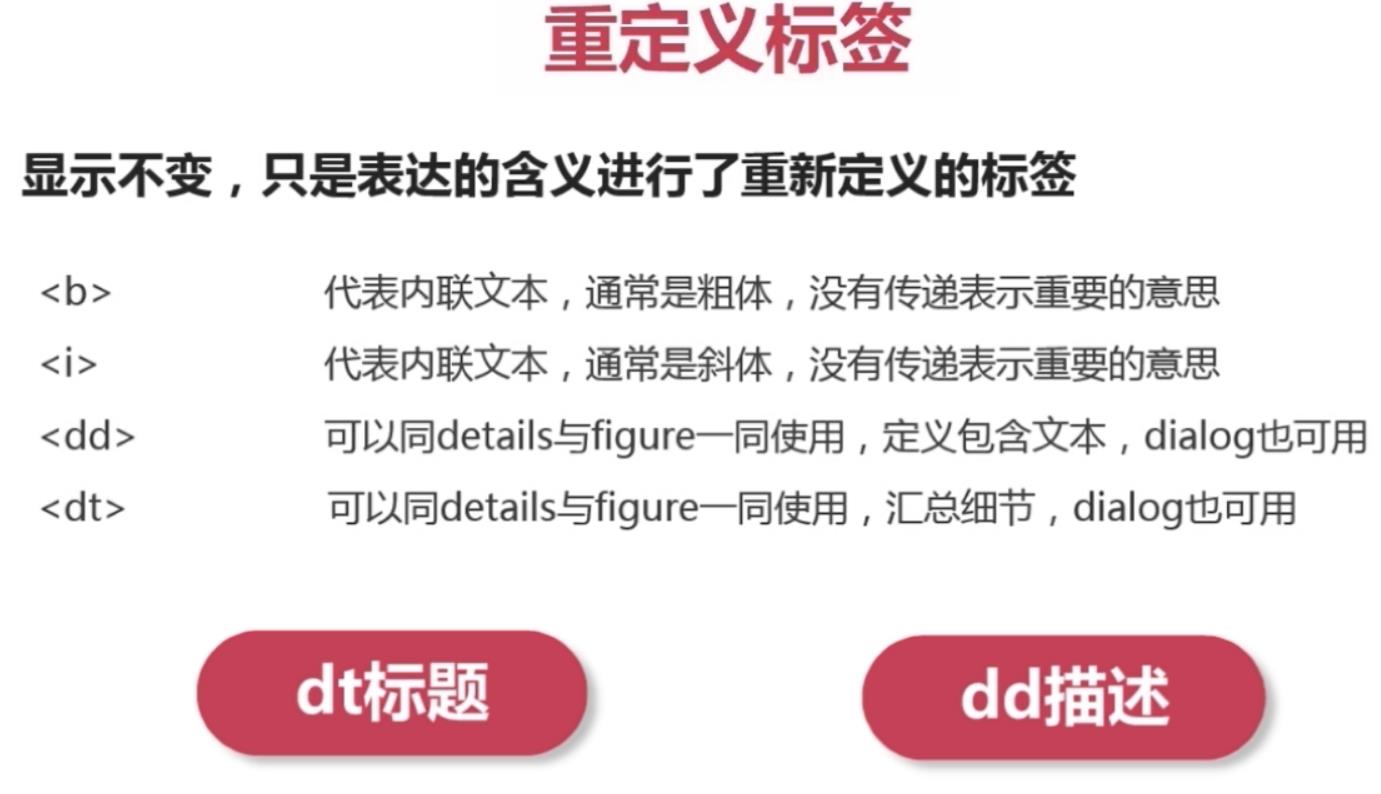 重定义标签
显示不变，只是表达的含义进行了重新定义的标签
<b> 代表内联文本，通常是粗体，没有传递表示重要的意思
<i> 代表内联文本，通常是斜体，没有传递表示重要的意思
<dd> 可以同details与figure一同使用，定义包含文本，dialog也可用
<dt> 可以同details与figure一同使用，汇总细节，dialog也可用
dt标题
dd描述